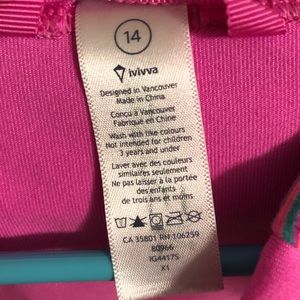 14
ivivva
Designed in Vancouver
Made in China
Conçu à Vancouver
Fabriqué en Chine
Wash with like colours
Not intended for children
3 years and under
Laver avec des couleurs
similaires seulement
Ne pas laisser à la portée
des enfants
de trois ans et moins
CA 35801 RN 106259
80966
IG4417S
X1